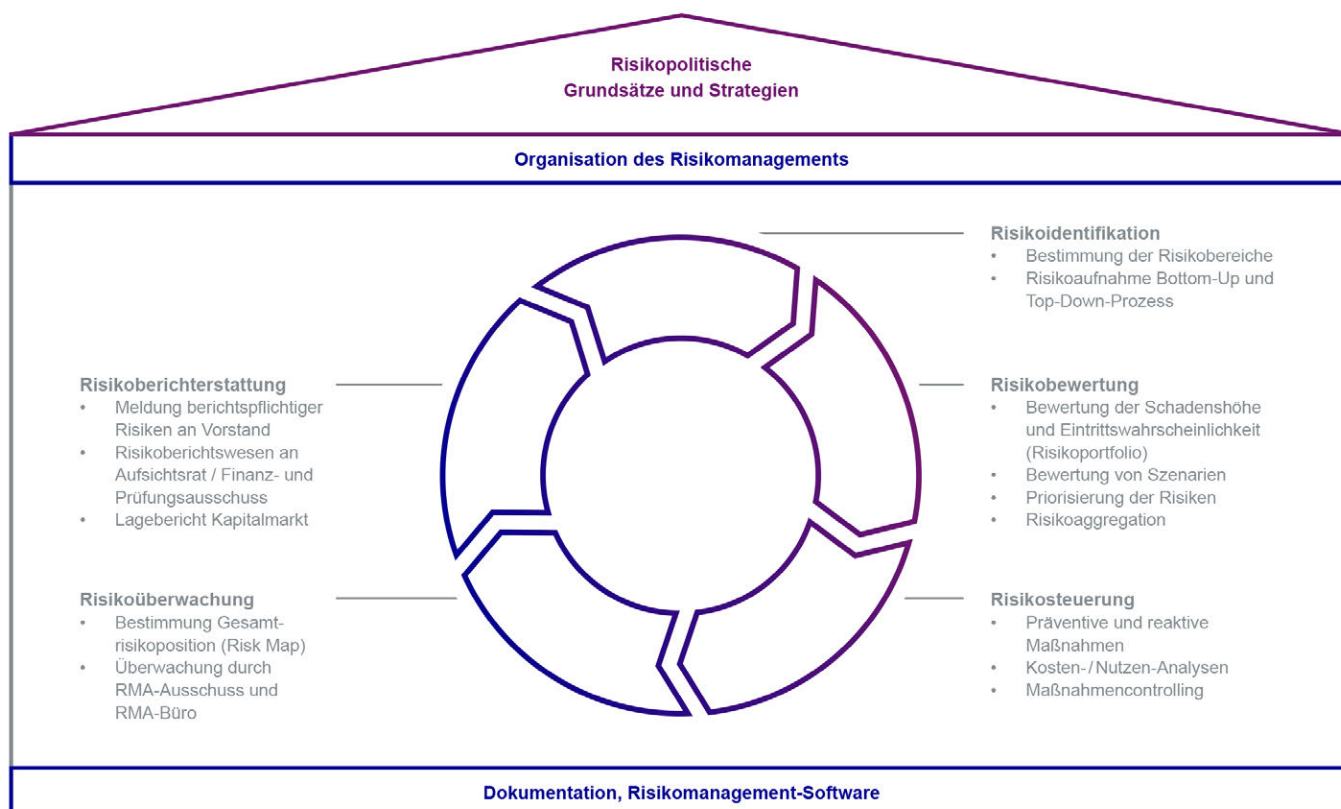 Risikopolitische
Grundsätze und Strategien
Organisation des Risikomanagements
Risikoidentifikation
• Bestimmung der Risikobereiche
• Risikoaufnahme Bottom-Up und
Top-Down-Prozess
Risikobewertung
• Bewertung der Schadenshöhe
und Eintrittswahrscheinlichkeit
(Risikoportfolio)
• Bewertung von Szenarien
• Priorisierung der Risiken
• Risikoaggregation
Risikosteuerung
• Präventive und reaktive
Maßnahmen
• Kosten-/Nutzen-Analysen
• Maßnahmencontrolling
Risikoüberwachung
• Bestimmung Gesamt-
risikoposition (Risk Map)
• Überwachung durch
RMA-Ausschuss und
RMA-Büro
Risikoberichterstattung
• Meldung berichtspflichtiger
Risiken an Vorstand
• Risikoberichtswesen an
Aufsichtsrat / Finanz- und
Prüfungsausschuss
• Lagebericht Kapitalmarkt
Dokumentation, Risikomanagement-Software